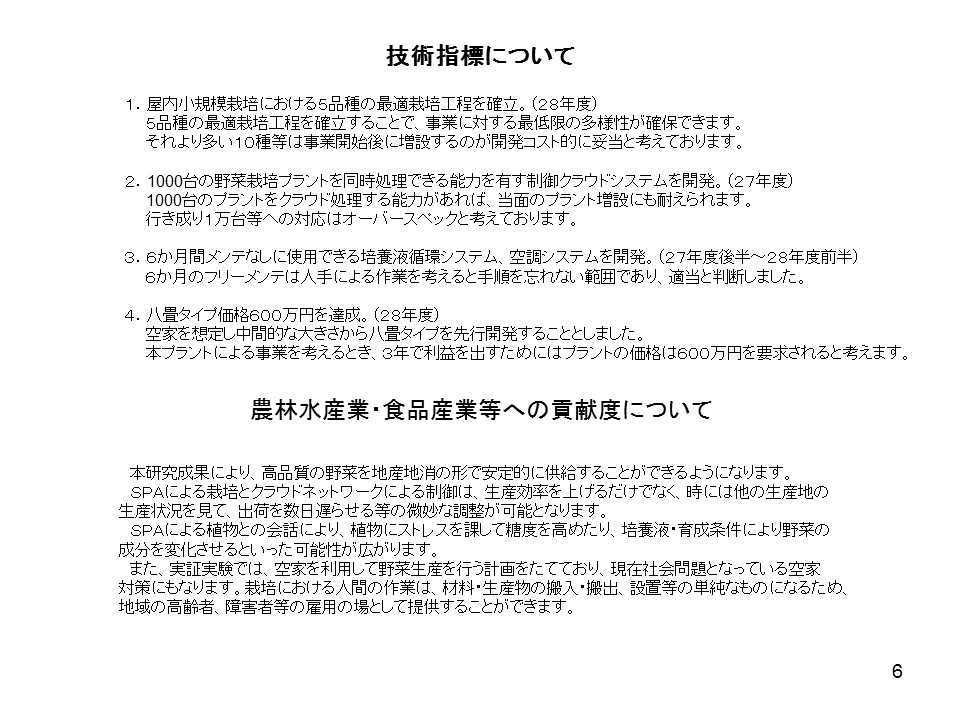 技術指標について
１．屋内小規模栽培における５品種の最適栽培工程を確立。（２８年度）
５品種の最適栽培工程を確立することで、事業に対する最低限の多様性が確保できます。
それより多い１０種等は事業開始後に増設するのが開発コスト的に妥当と考えております。
２．1000台の野菜栽培プラントを同時処理できる能力を有す制御クラウドシステムを開発。（２７年度）
1000台のプラントをクラウド処理する能力があれば、当面のプラント増設にも耐えられます。
行き成り１万台等への対応はオーバースペックと考えております。
３．６か月間メンテなしに使用できる培養液循環システム、空調システムを開発。（２７年度後半～２８年度前半）
６か月のフリーメンテは人手による作業を考えると手順を忘れない範囲であり、適当と判断しました。
４．八畳タイプ価格６００万円を達成。（２８年度）
空家を想定し中間的な大きさから八畳タイプを先行開発することとしました。
本プラントによる事業を考えるとき、３年で利益を出すためにはプラントの価格は６００万円を要求されると考えます。
農林水産業・食品産業等への貢献度について
本研究成果により、高品質の野菜を地産地消の形で安定的に供給することができるようになります。
ＳＰＡによる栽培とクラウドネットワークによる制御は、生産効率を上げるだけでなく、時には他の生産地の
生産状況を見て、出荷を数日遅らせる等の微妙な調整が可能となります。
ＳＰＡによる植物との会話により、植物にストレスを課して糖度を高めたり、培養液・育成条件により野菜の
成分を変化させるといった可能性が広がります。
また、実証実験では、空家を利用して野菜生産を行う計画をたてており、現在社会問題となっている空家
対策にもなります。栽培における人間の作業は、材料・生産物の搬入・搬出、設置等の単純なものになるため、
地域の高齢者、障害者等の雇用の場として提供することができます。
6